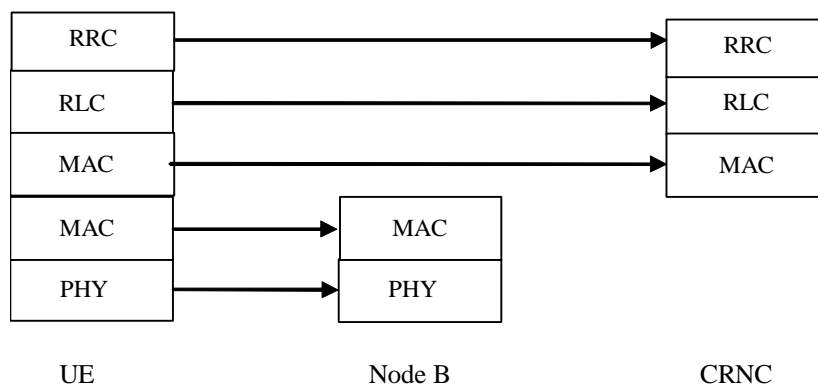 RRC RRC
RLC RLC
MAC MAC
MAC MAC
PHY PHY
UE Node B CRNC